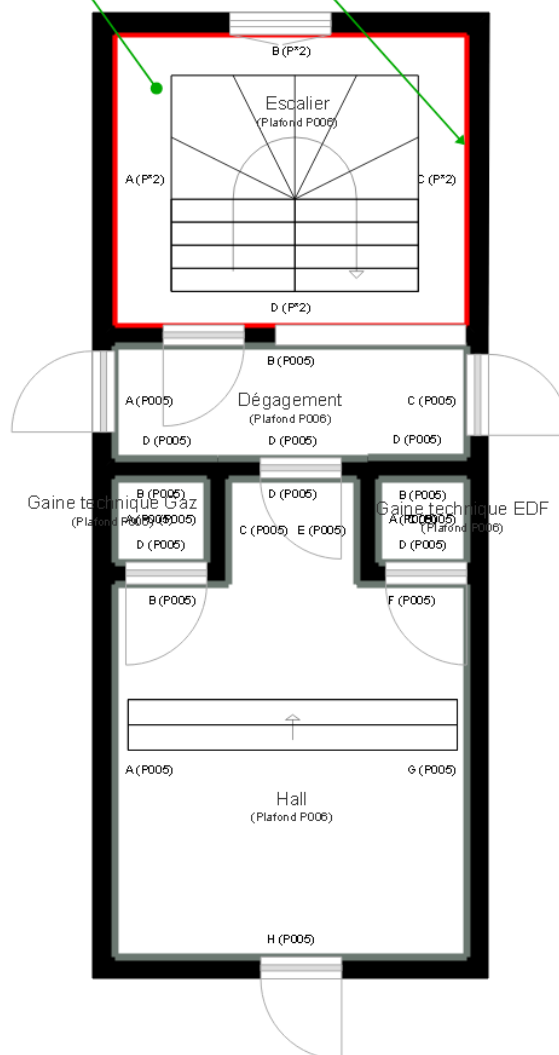 B (P*2)
Escalier
(Plafond P006)
A (P*2)
C (P*2)
D (P*2)
B (P005)
A (P005)
Dégagement
C (P005)
(Plafond P006)
D (P005)
D (P005)
D (P005)
B (P005)
D (P005)
B (P005)
Gaine technique Gaz
Gaine technique EDF
(Plafond P006)
C (P005)
E (P005)
(Plafond P006)
D (P005)
D (P005)
B (P005)
F (P005)
A (P005)
G (P005)
Hall
(Plafond P006)
H (P005)